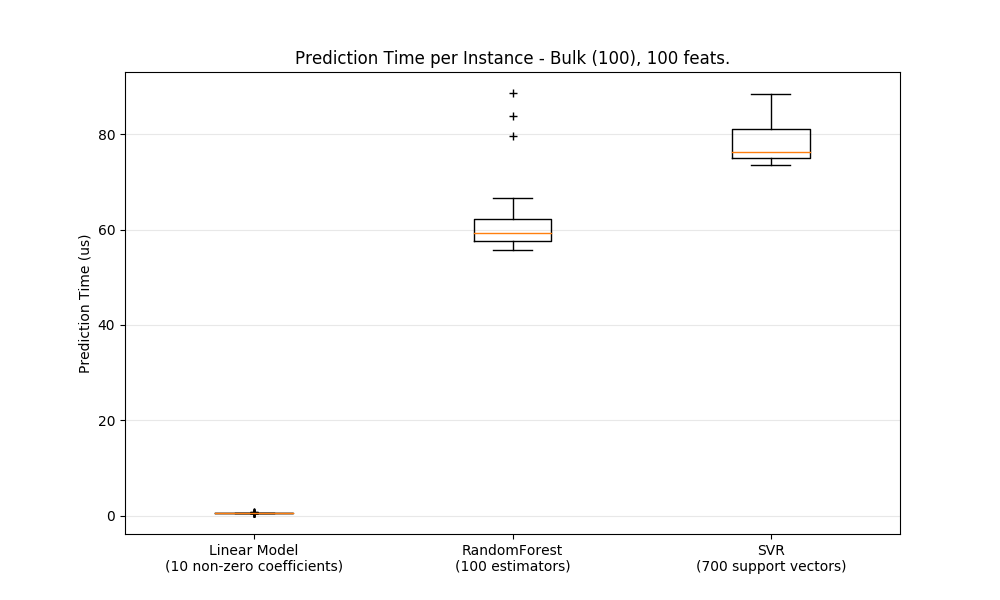 Prediction Time per Instance - Bulk (100), 100 feats.
Prediction Time (us)
80
60
40
20
0
Linear Model
(10 non-zero coefficients)
RandomForest
(100 estimators)
SVR
(700 support vectors)